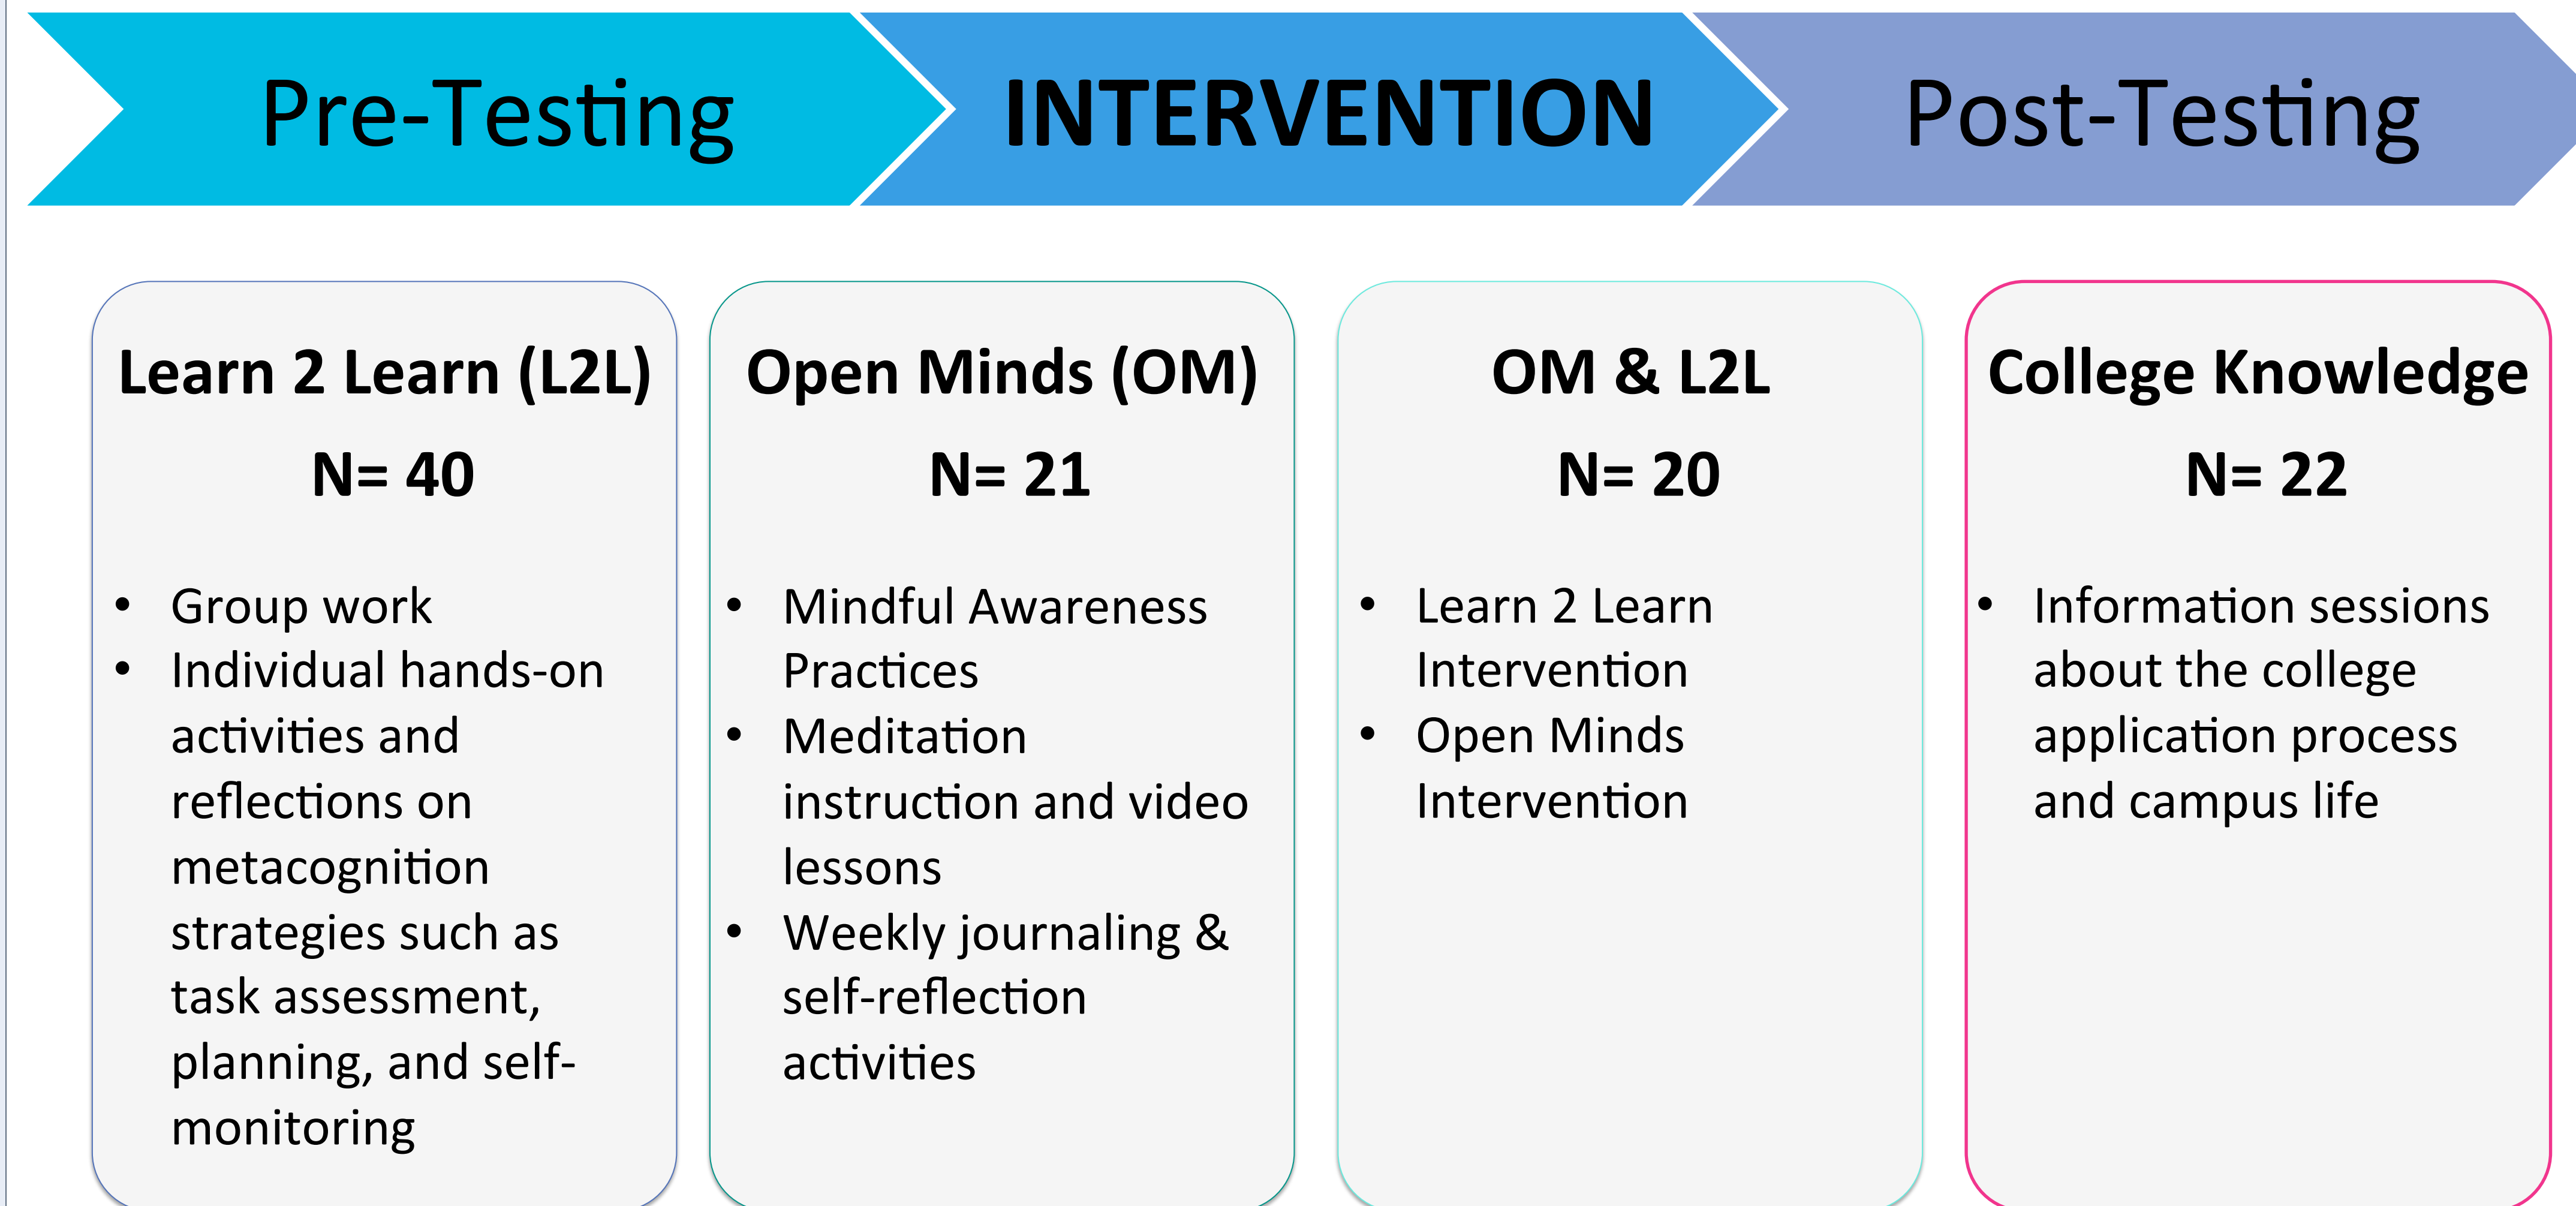 Pre-Testing
INTERVENTION
Post-Testing
Learn 2 Learn (L2L)
N= 40
• Group work
• Individual hands-on
activities and
reflections on
metacognition
strategies such as
task assessment,
planning, and self-
monitoring
Open Minds (OM)
N= 21
• Mindful Awareness
Practices
• Meditation
instruction and video
lessons
• Weekly journaling &
self-reflection
activities
OM & L2L
N= 20
• Learn 2 Learn
Intervention
• Open Minds
Intervention
College Knowledge
N= 22
• Information sessions
about the college
application process
and campus life